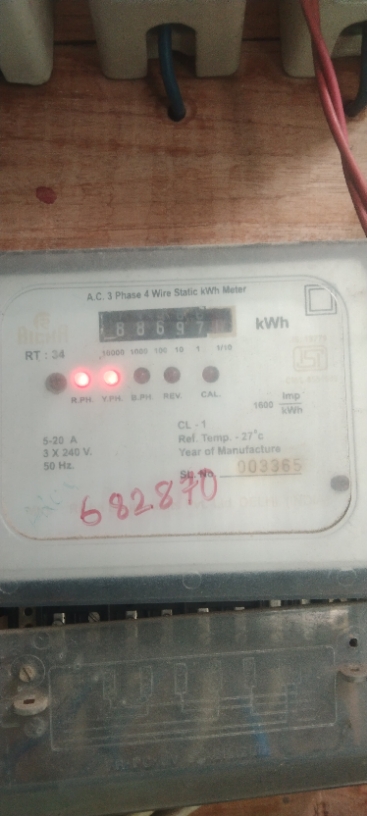 A.C. 3 Phase 4 Wire Static kWh Meter
88697
kWh
RT : 34
10000 1000 100 10 1 1/10
R.PH. Y.PH. B.PH. REV. CAL.
1600 Imp/kWh
CL - 1
5-20 A
Ref. Temp. - 27°c
3 X 240 V.
Year of Manufacture
50 Hz.
Sr. No. 003365
682870